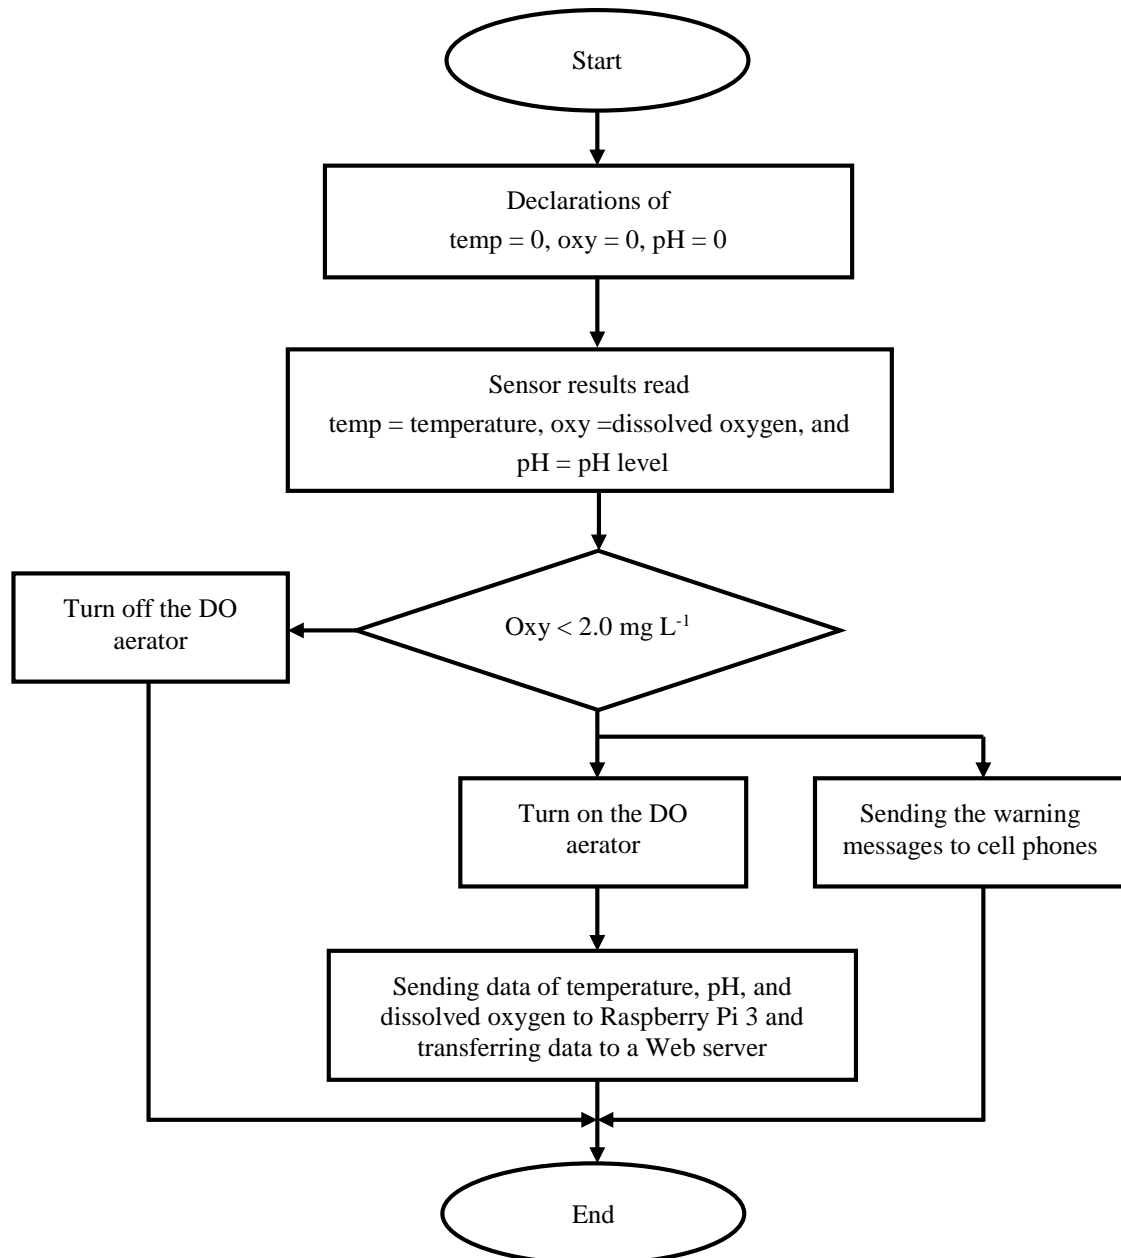 Start
Declarations of
temp = 0, oxy = 0, pH = 0
Sensor results read
temp = temperature, oxy =dissolved oxygen, and
pH = pH level
Turn off the DO
aerator
Oxy < 2.0 mg L⁻¹
Turn on the DO
aerator
Sending the warning
messages to cell phones
Sending data of temperature, pH, and
dissolved oxygen to Raspberry Pi 3 and
transferring data to a Web server
End